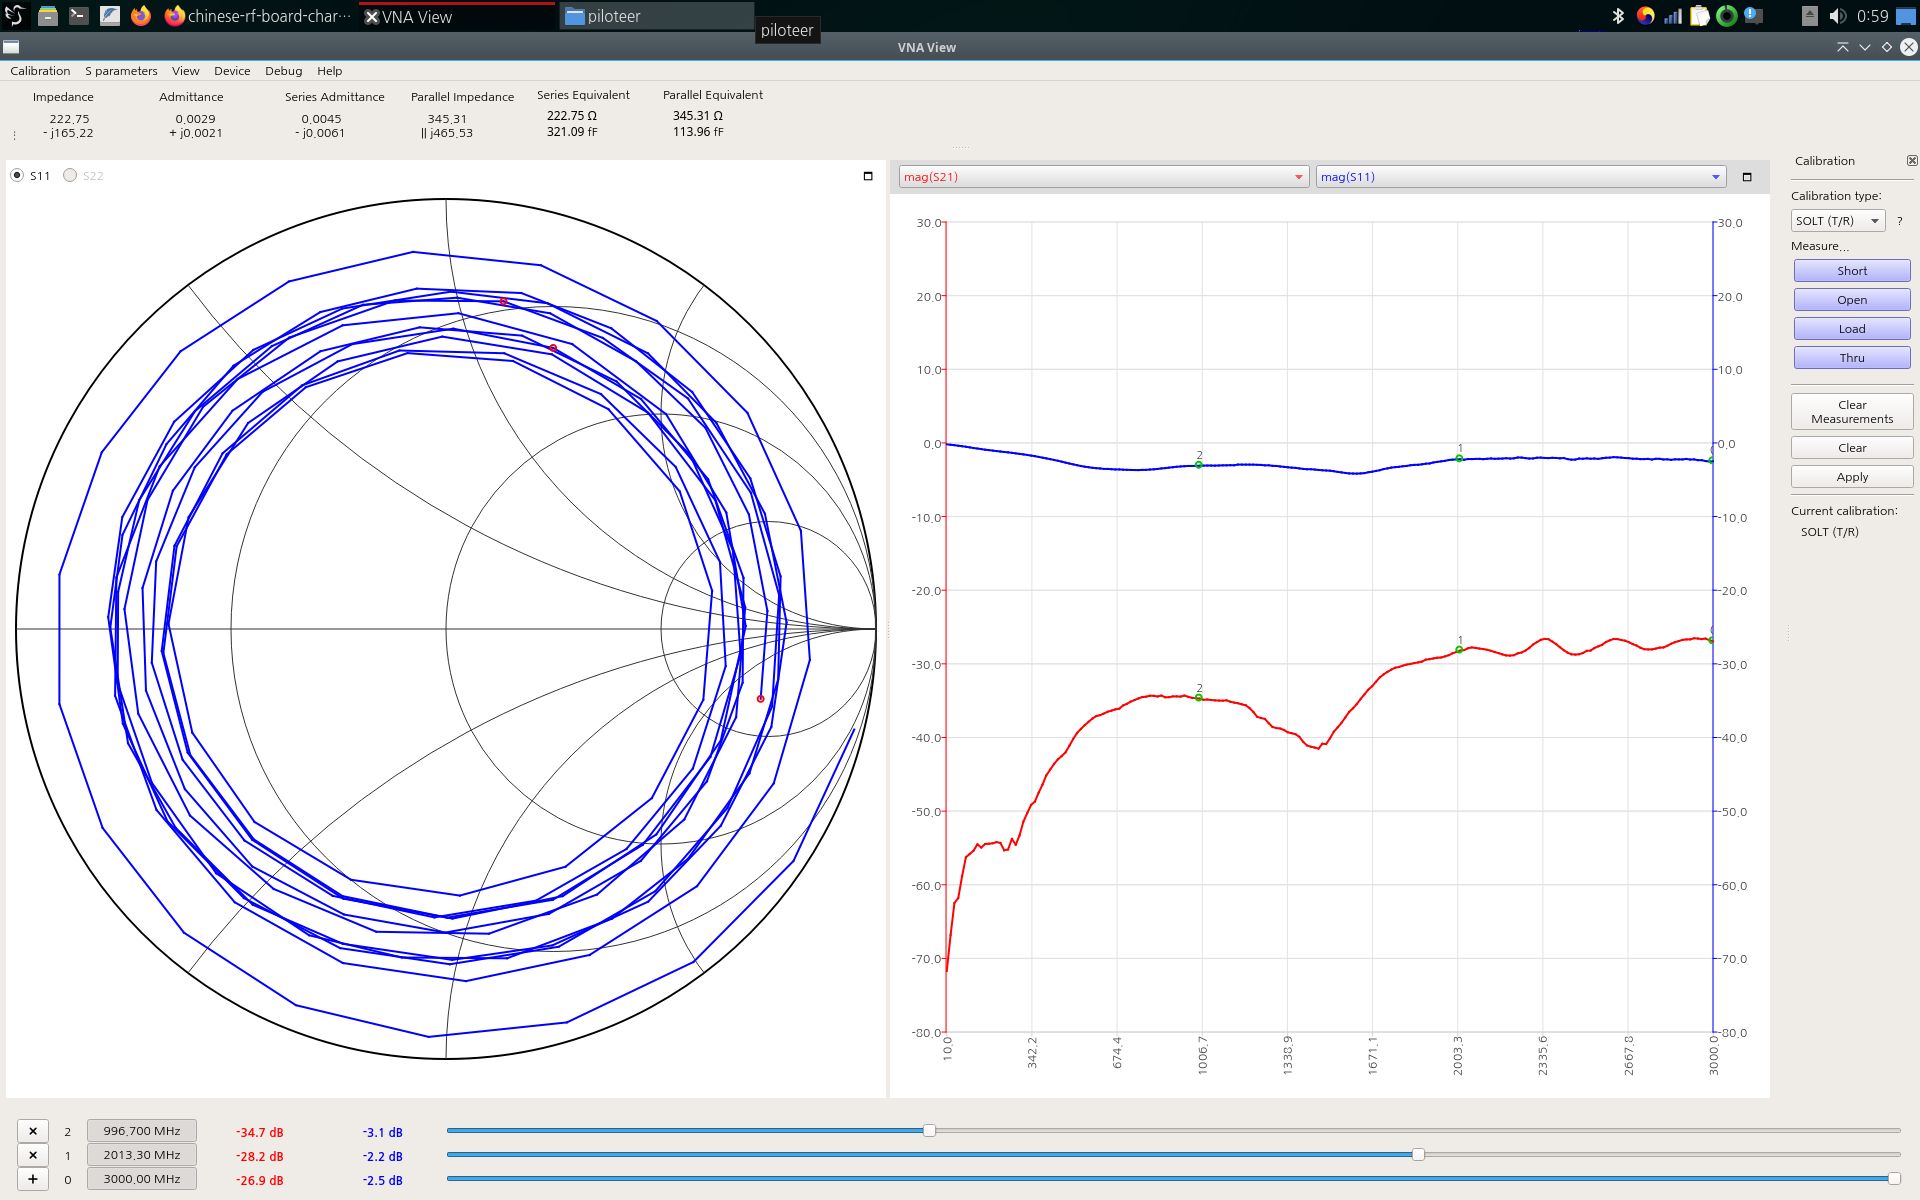 chinese-rf-board-char…
VNA View
piloteer
0:59
piloteer
VNA View
Calibration S parameters View Device Debug Help
Impedance Admittance Series Admittance Parallel Impedance Series Equivalent Parallel Equivalent
222.75 0.0029 0.0045 345.31 222.75 Ω 345.31 Ω
- j165.22 + j0.0021 - j0.0061 || j465.53 321.09 fF 113.96 fF
S11 S22
mag(S21) mag(S11)
30.0 30.0
20.0 20.0
10.0 10.0
0.0 0.0
-10.0 -10.0
-20.0 -20.0
-30.0 -30.0
-40.0 -40.0
-50.0 -50.0
-60.0 -60.0
-70.0 -70.0
-80.0 -80.0
2 1
1
2
10.0 342.2 674.4 1006.7 1338.9 1671.1 2003.3 2335.6 2667.8 3000.0
Calibration
Calibration type:
SOLT (T/R) ?
Measure...
Short
Open
Load
Thru
Clear
Measurements
Clear
Apply
Current calibration:
SOLT (T/R)
× 2 996.700 MHz -34.7 dB -3.1 dB
× 1 2013.30 MHz -28.2 dB -2.2 dB
+ 0 3000.00 MHz -26.9 dB -2.5 dB